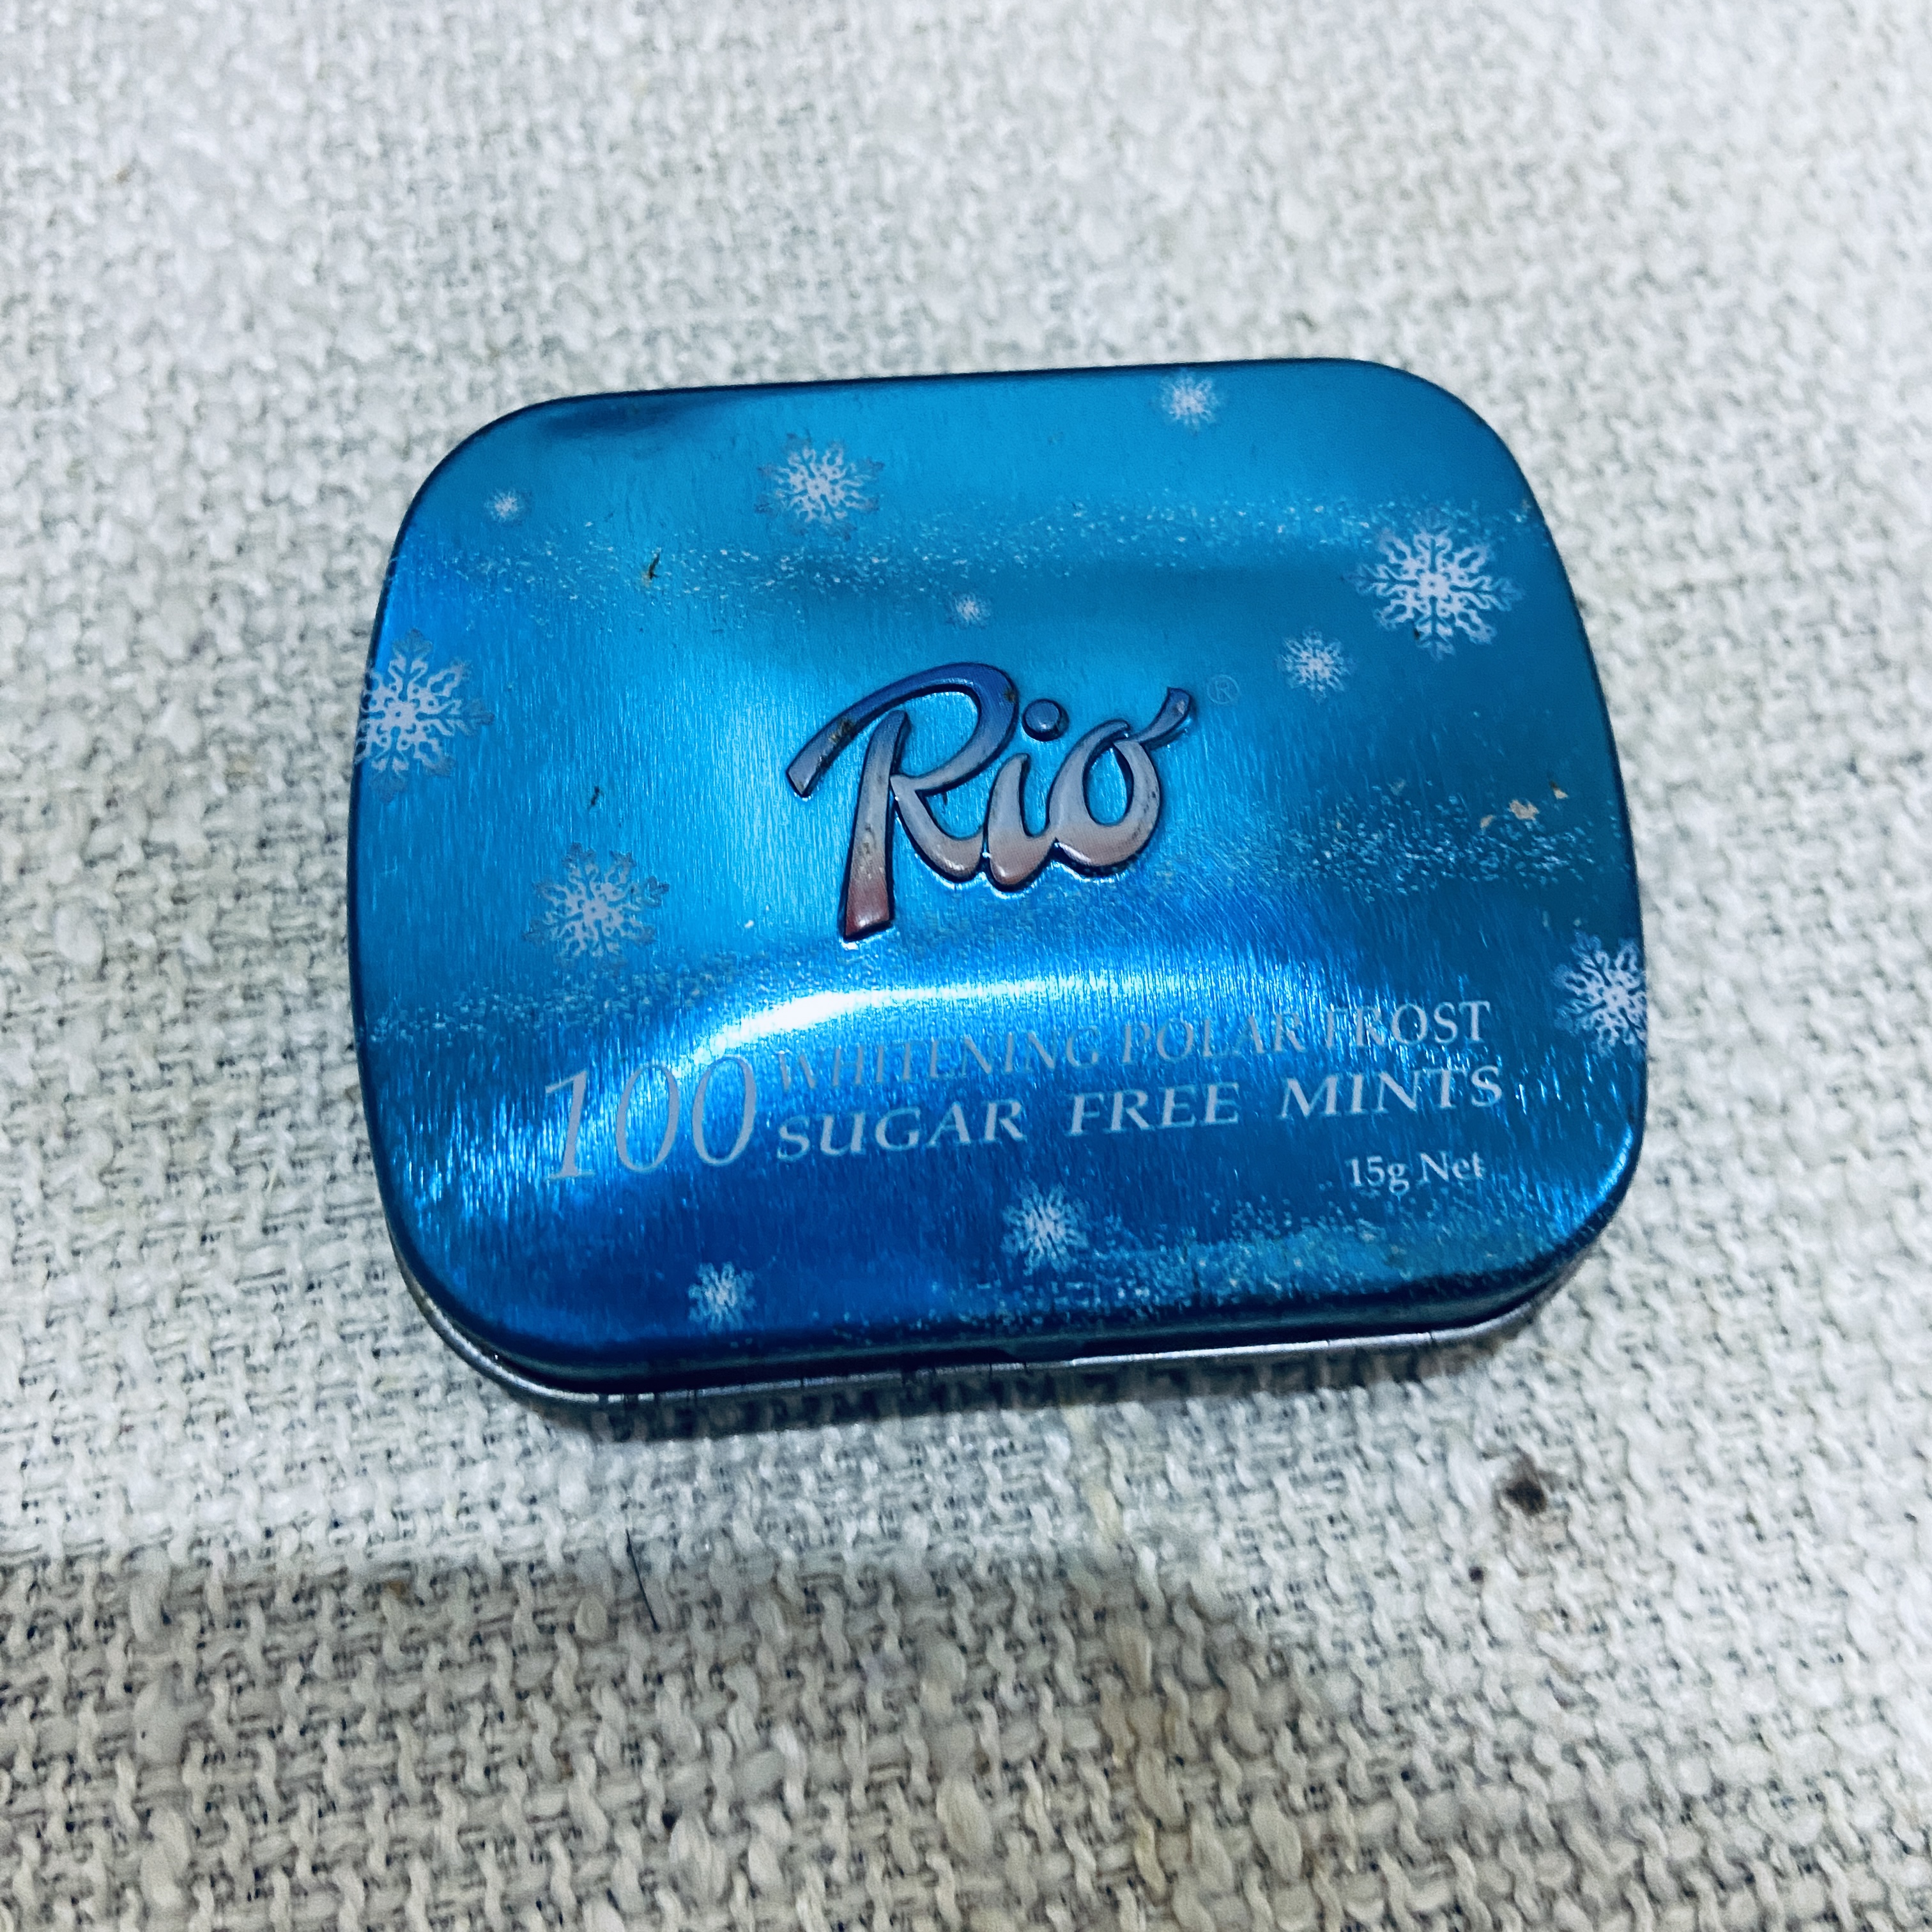 Rio ®
100 WHITENING POLAR FROST
SUGAR FREE MINTS
15g Net